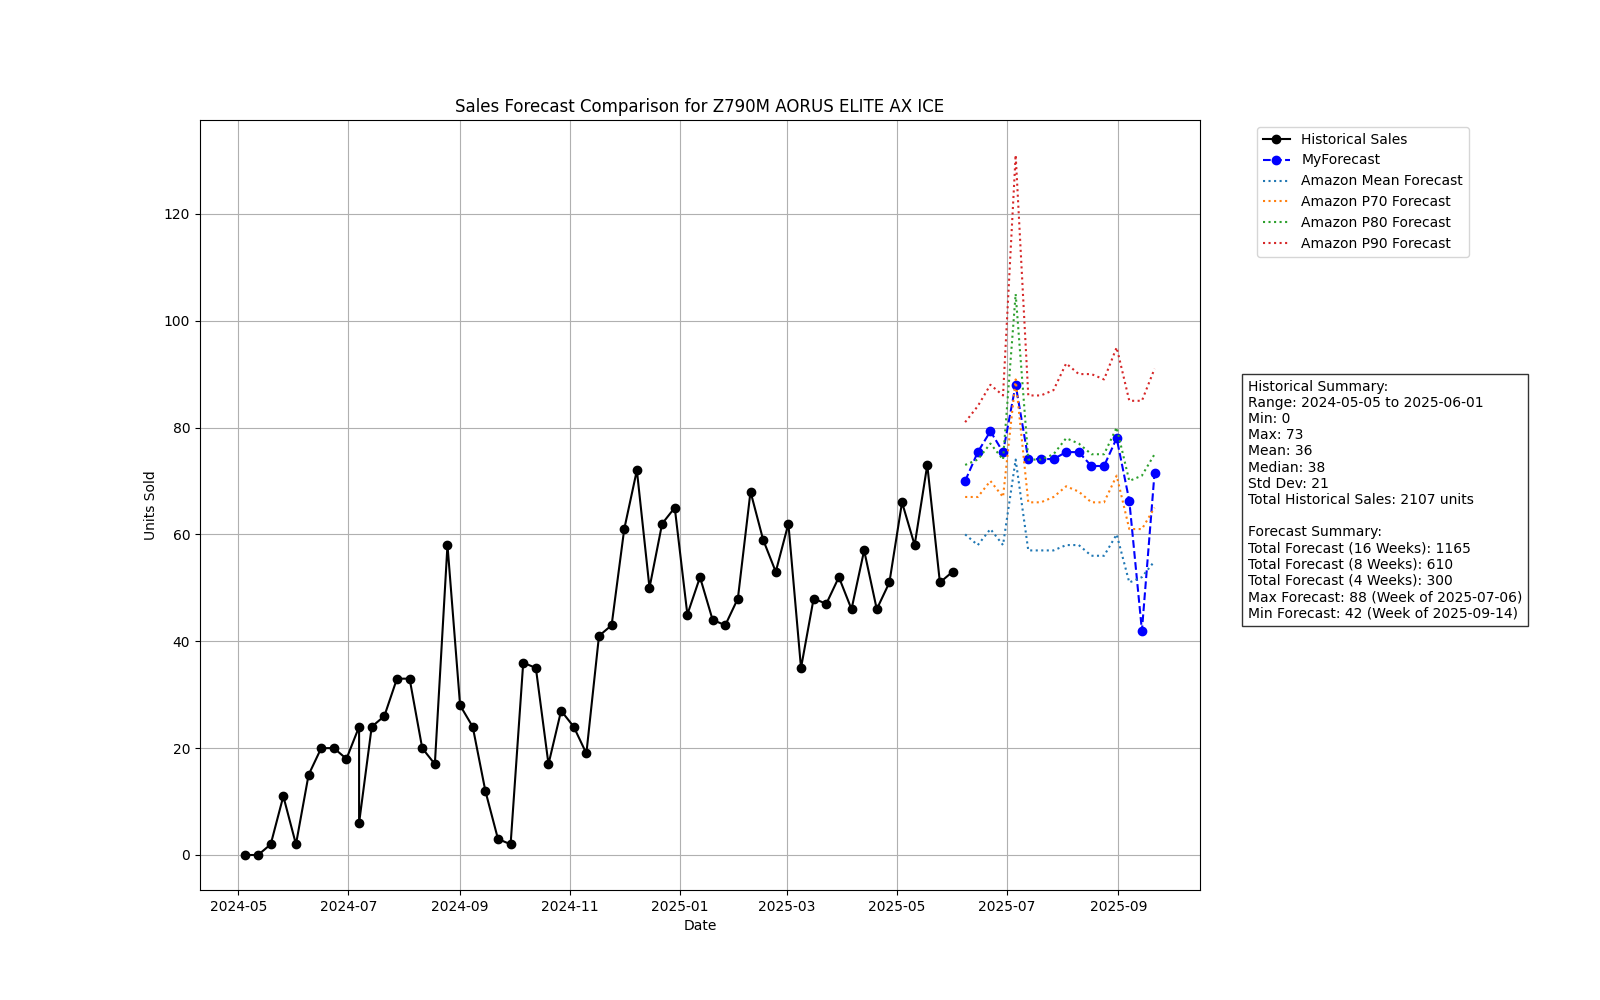 Sales Forecast Comparison for Z790M AORUS ELITE AX ICE
Historical Sales
MyForecast
Amazon Mean Forecast
Amazon P70 Forecast
Amazon P80 Forecast
Amazon P90 Forecast
120
100
80
60
40
20
0
Units Sold
2024-05
2024-07
2024-09
2024-11
2025-01
2025-03
2025-05
2025-07
2025-09
Date
Historical Summary:
Range: 2024-05-05 to 2025-06-01
Min: 0
Max: 73
Mean: 36
Median: 38
Std Dev: 21
Total Historical Sales: 2107 units
Forecast Summary:
Total Forecast (16 Weeks): 1165
Total Forecast (8 Weeks): 610
Total Forecast (4 Weeks): 300
Max Forecast: 88 (Week of 2025-07-06)
Min Forecast: 42 (Week of 2025-09-14)